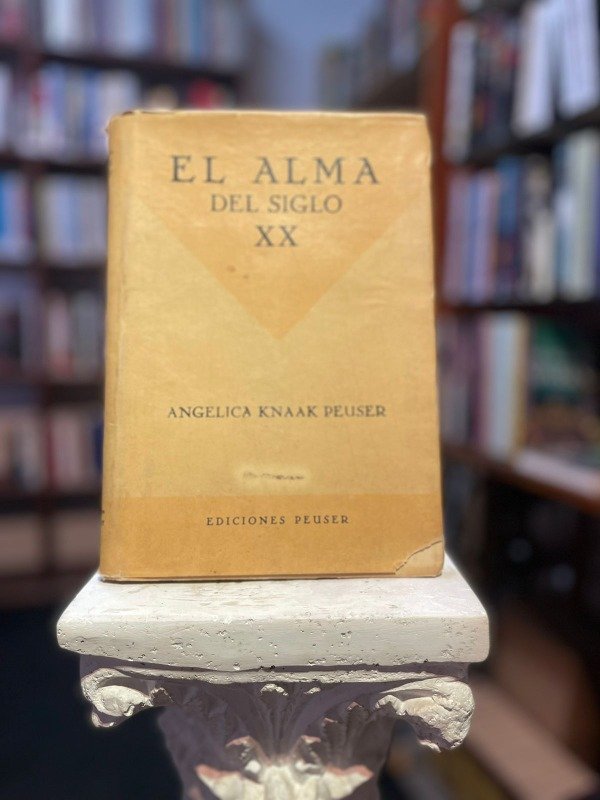 EL ALMA
DEL SIGLO
XX
ANGELICA KNAAK PEUSER
EDICIONES PEUSER